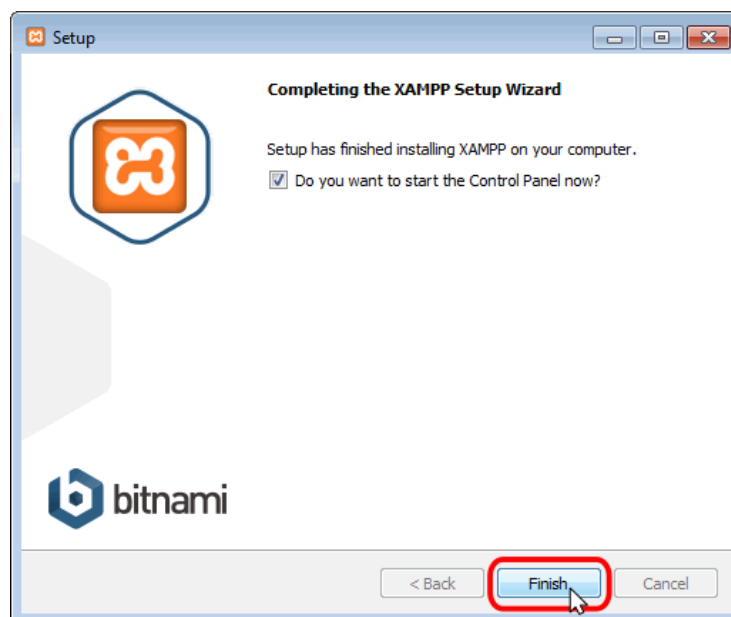 Setup
Completing the XAMPP Setup Wizard
Setup has finished installing XAMPP on your computer.
Do you want to start the Control Panel now?
bitnami
< Back
Finish
Cancel